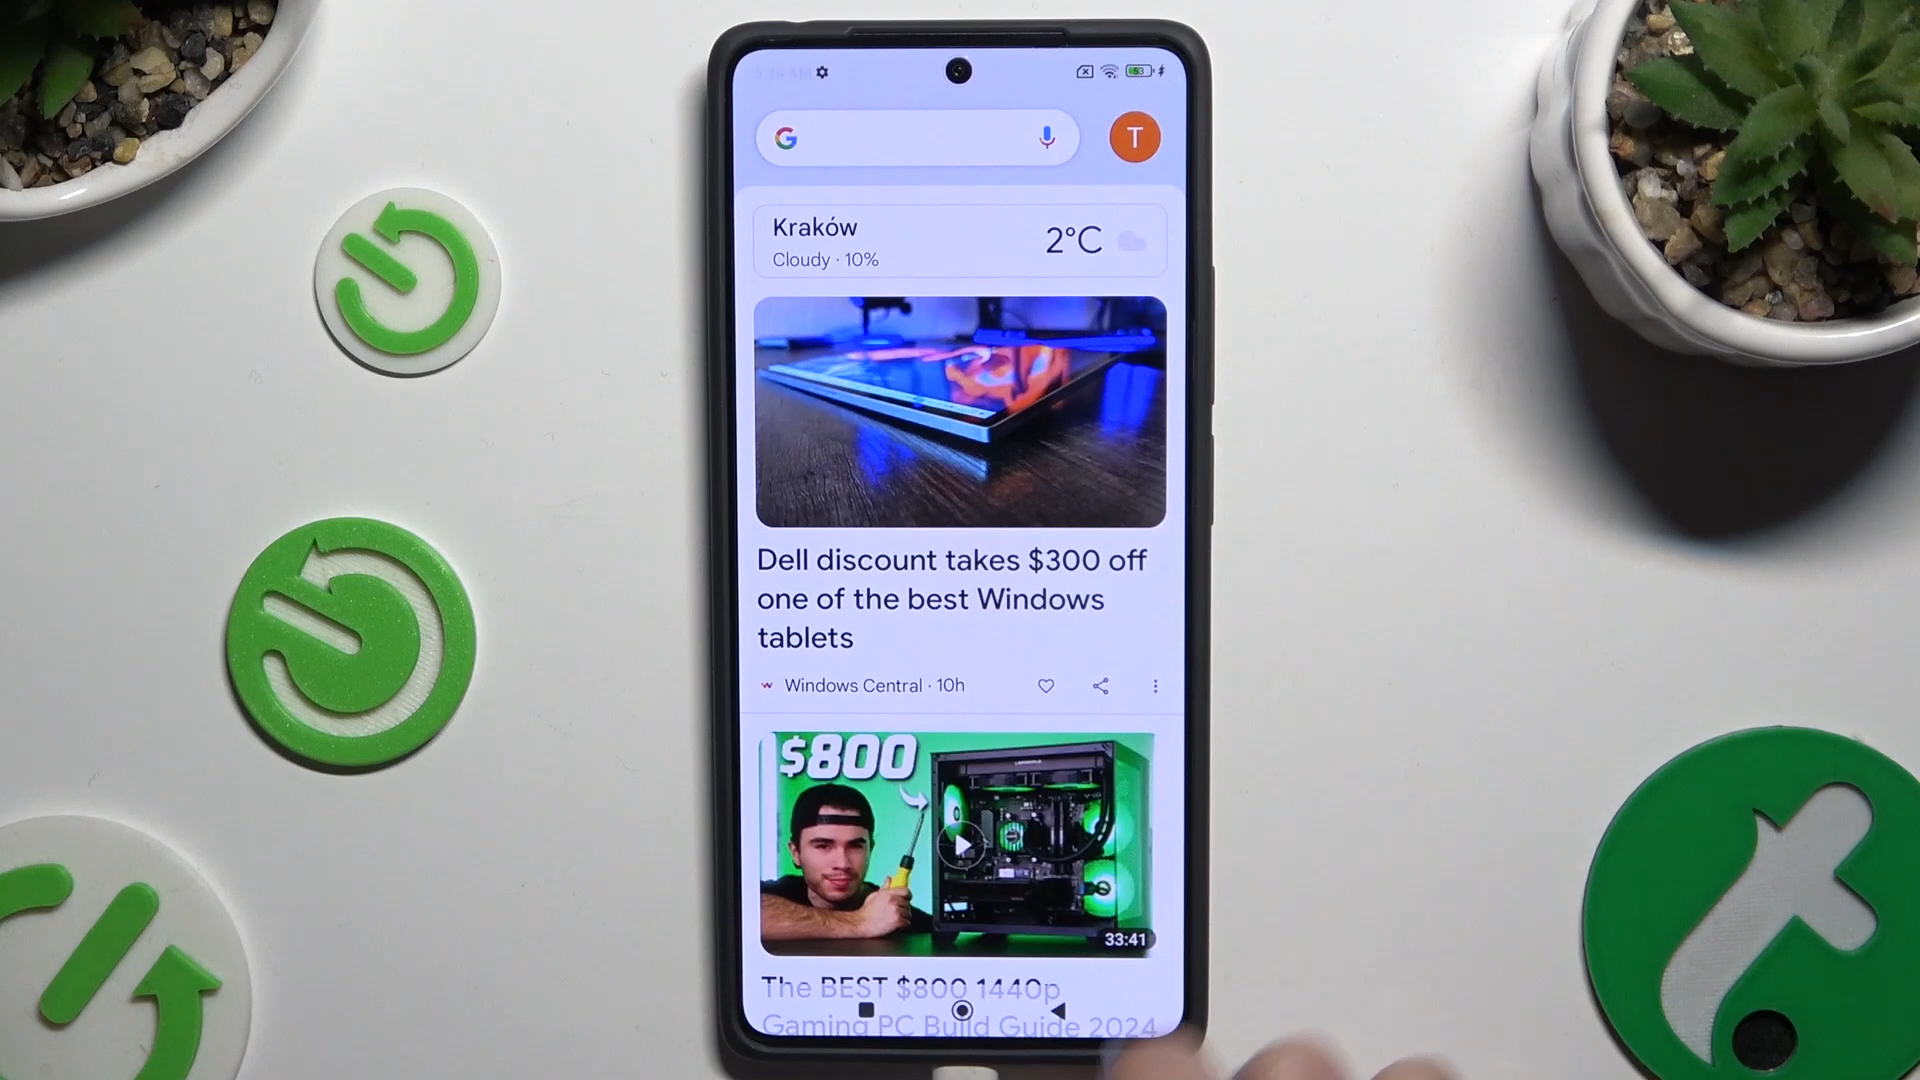 53
T
Kraków
Cloudy · 10%
2°C
Dell discount takes $300 off
one of the best Windows
tablets
Windows Central · 10h
$800
33:41
The BEST $800 1440p
Gaming PC Build Guide 2024